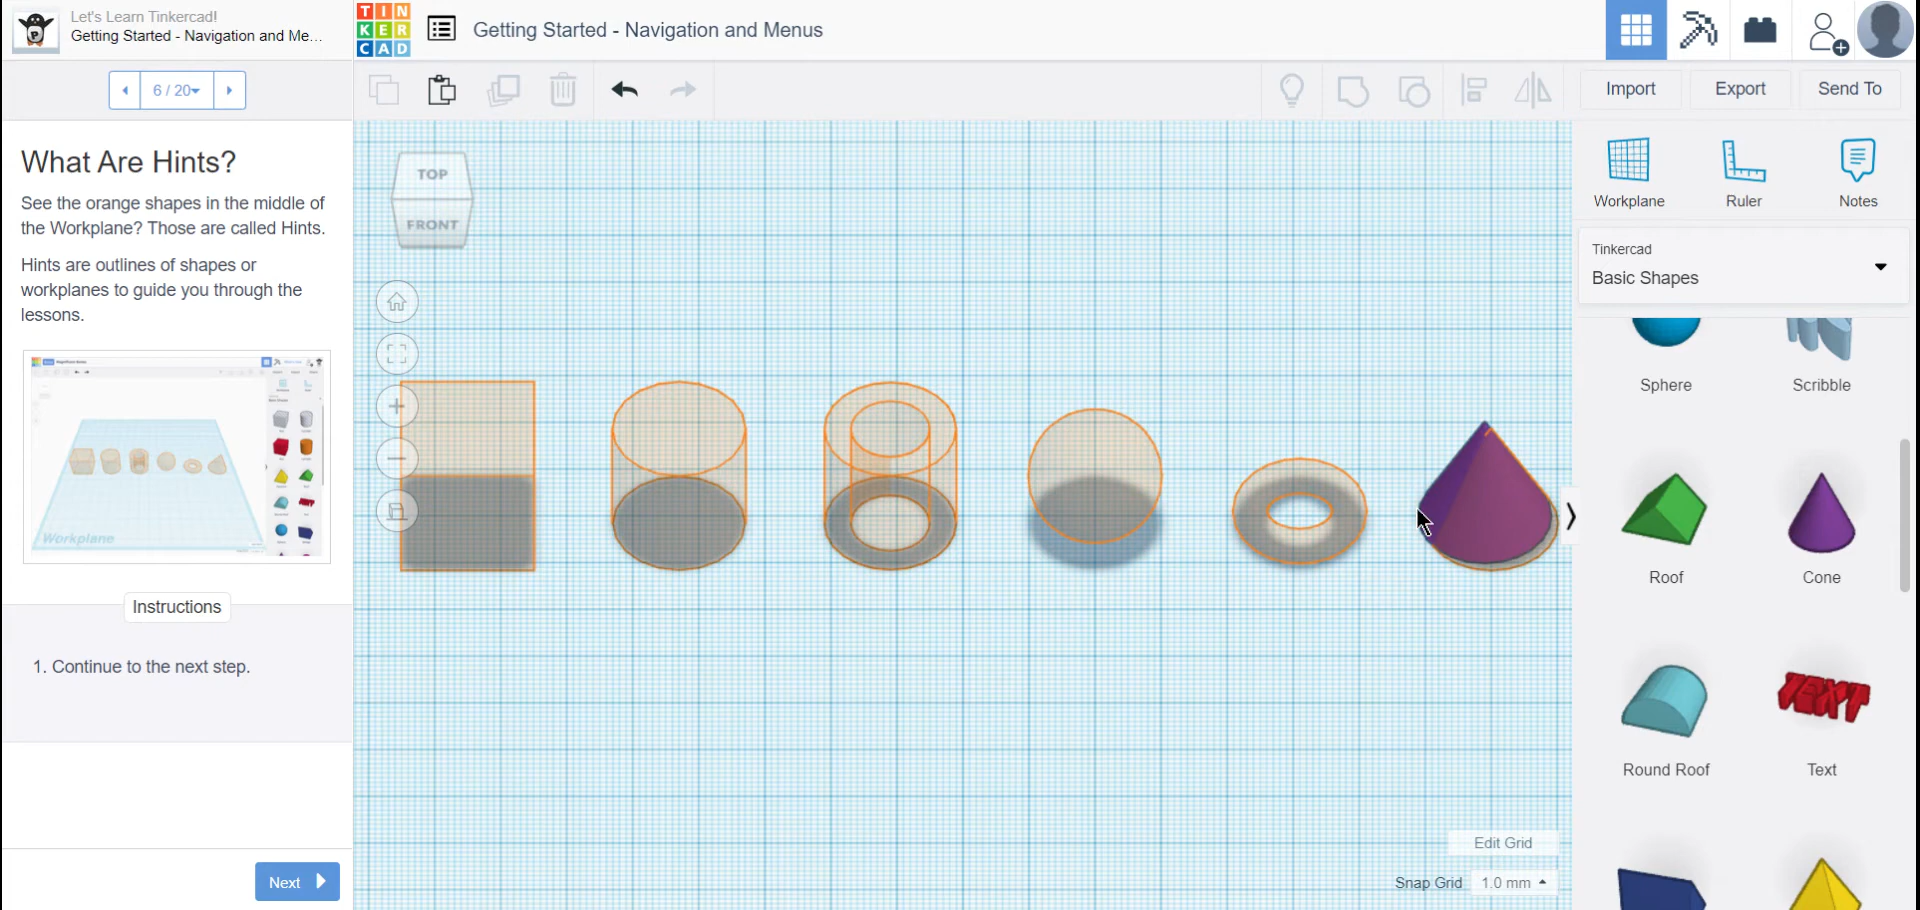 Let's Learn Tinkercad!
Getting Started - Navigation and Me...
TIN
KER
CAD
Getting Started - Navigation and Menus
6 / 20
Import
Export
Send To
What Are Hints?
See the orange shapes in the middle of
the Workplane? Those are called Hints.
Hints are outlines of shapes or
workplanes to guide you through the
lessons.
Workplane
Instructions
1. Continue to the next step.
Next
TOP
FRONT
Edit Grid
Snap Grid 1.0 mm
Workplane
Ruler
Notes
Tinkercad
Basic Shapes
Sphere
Scribble
Roof
Cone
Round Roof
TEXT
Text